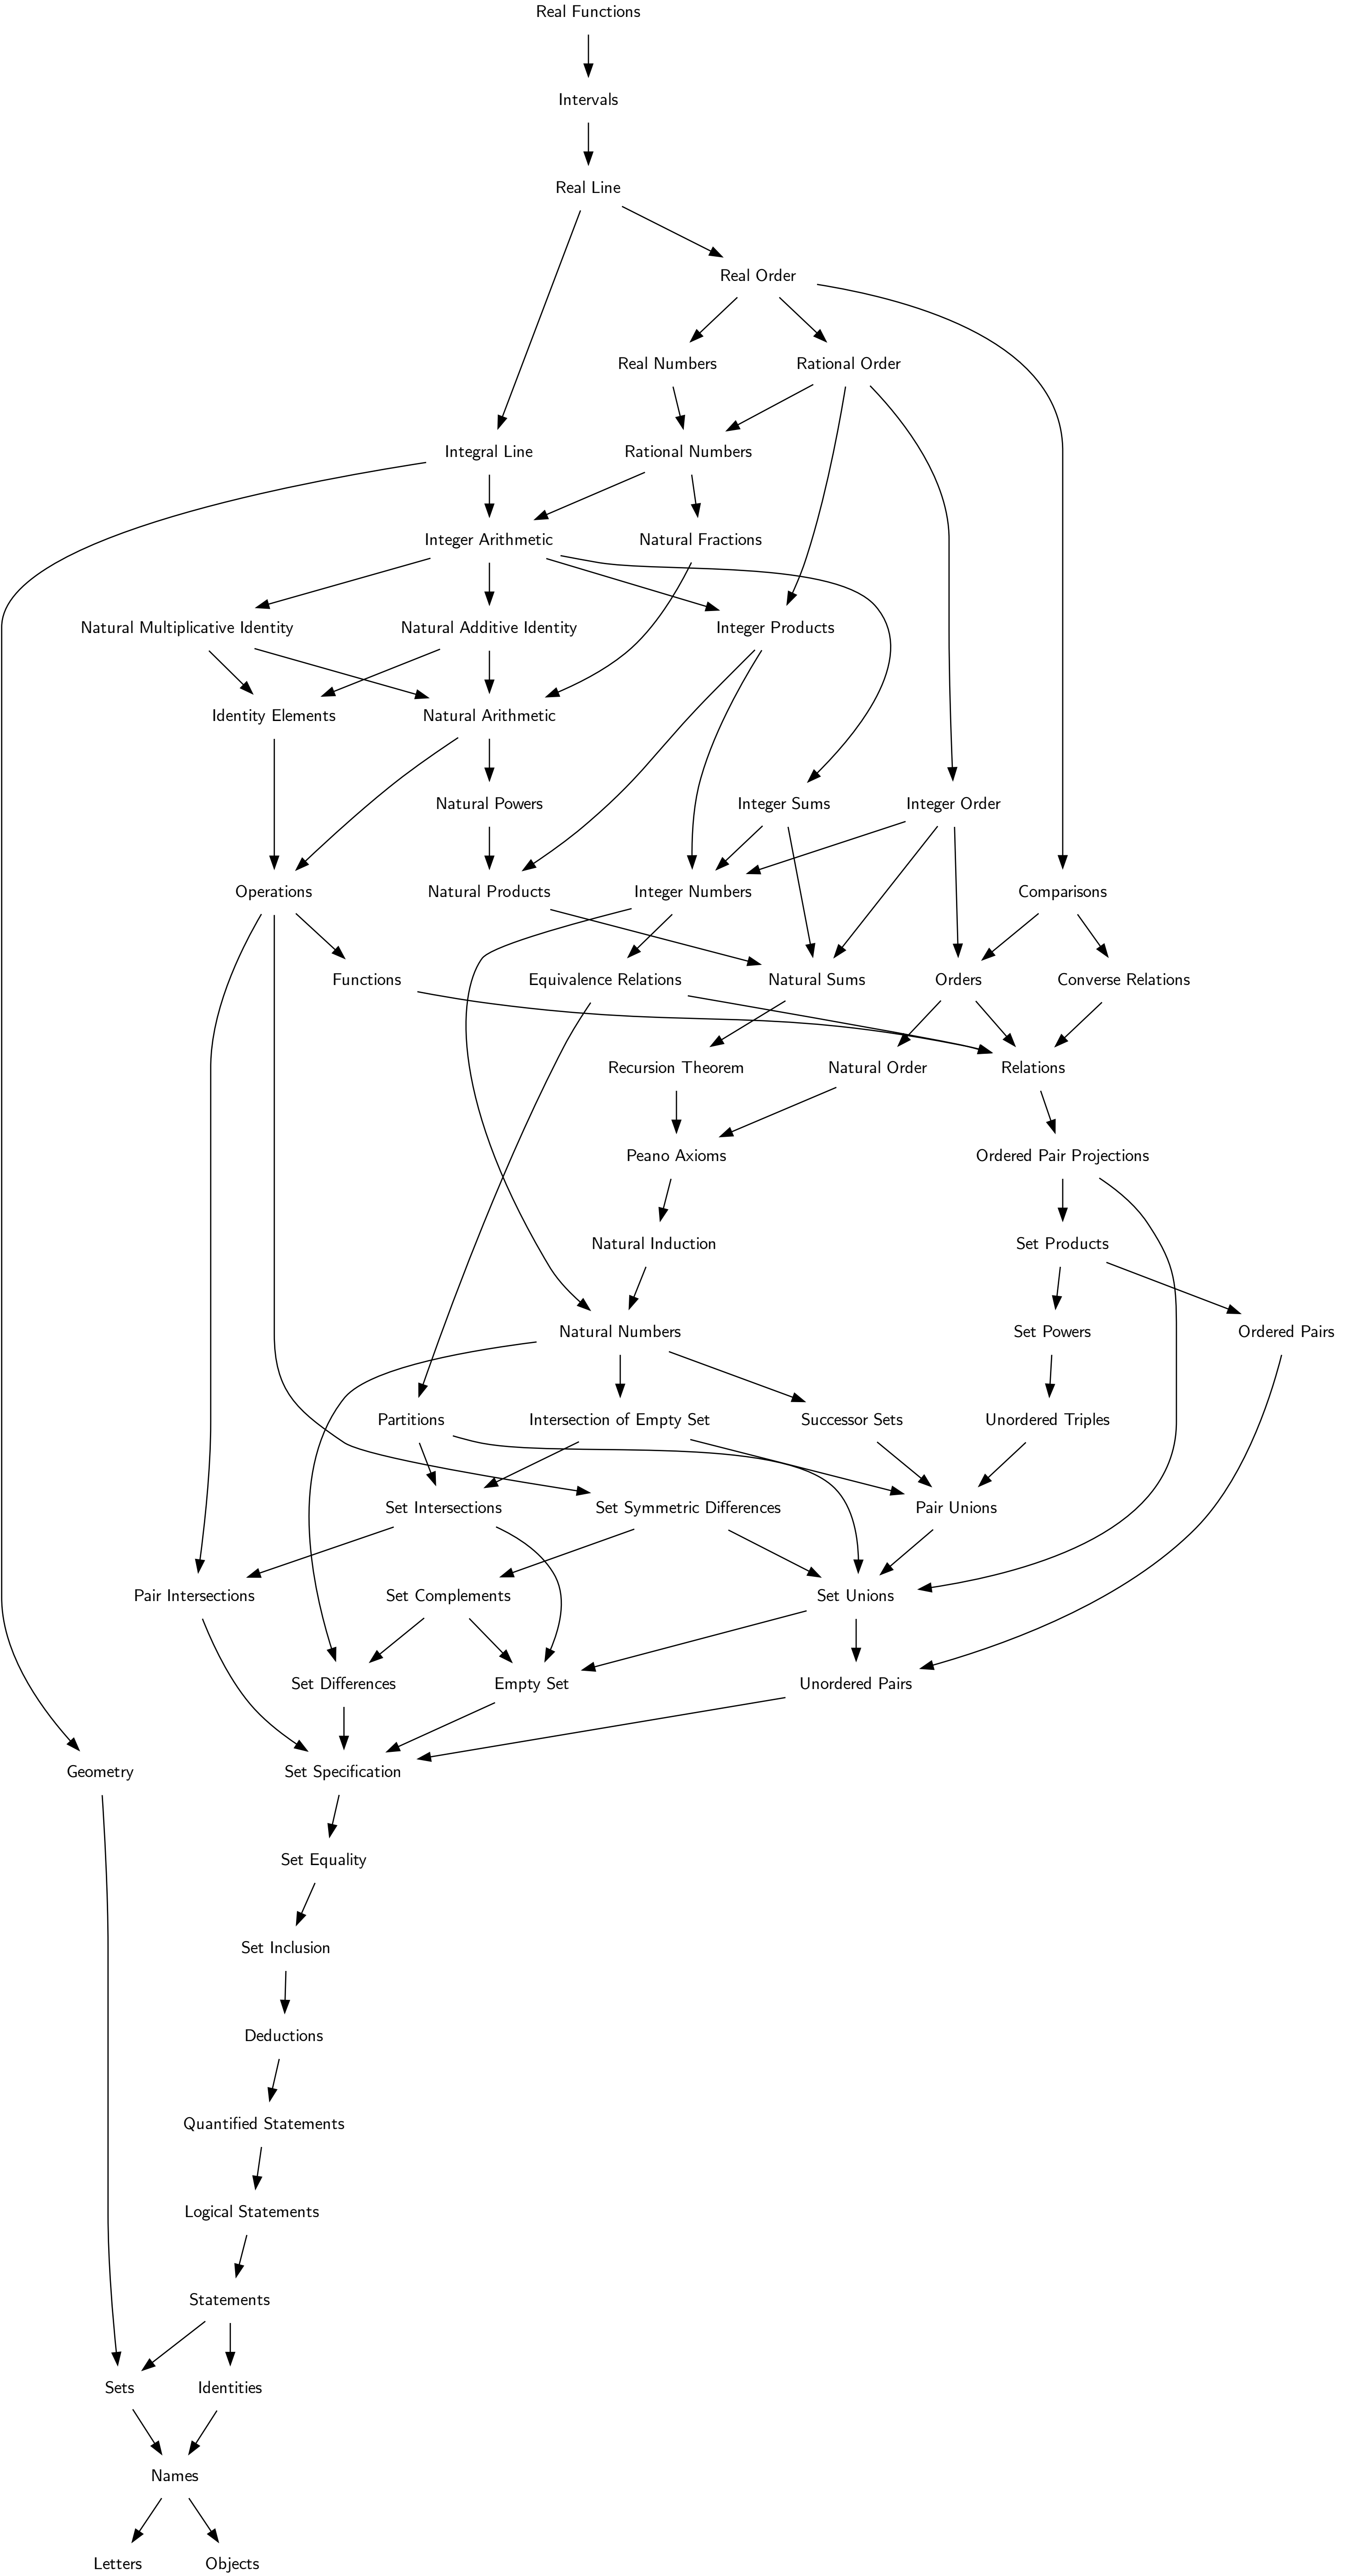 Real Functions
Intervals
Real Line
Real Order
Real Numbers
Rational Order
Integral Line
Rational Numbers
Integer Arithmetic
Natural Fractions
Natural Multiplicative Identity
Natural Additive Identity
Integer Products
Identity Elements
Natural Arithmetic
Natural Powers
Integer Sums
Integer Order
Operations
Natural Products
Integer Numbers
Comparisons
Functions
Equivalence Relations
Natural Sums
Orders
Converse Relations
Recursion Theorem
Natural Order
Relations
Peano Axioms
Ordered Pair Projections
Natural Induction
Set Products
Natural Numbers
Set Powers
Ordered Pairs
Partitions
Intersection of Empty Set
Successor Sets
Unordered Triples
Set Intersections
Set Symmetric Differences
Pair Unions
Pair Intersections
Set Complements
Set Unions
Set Differences
Empty Set
Unordered Pairs
Geometry
Set Specification
Set Equality
Set Inclusion
Deductions
Quantified Statements
Logical Statements
Statements
Sets
Identities
Names
Letters
Objects